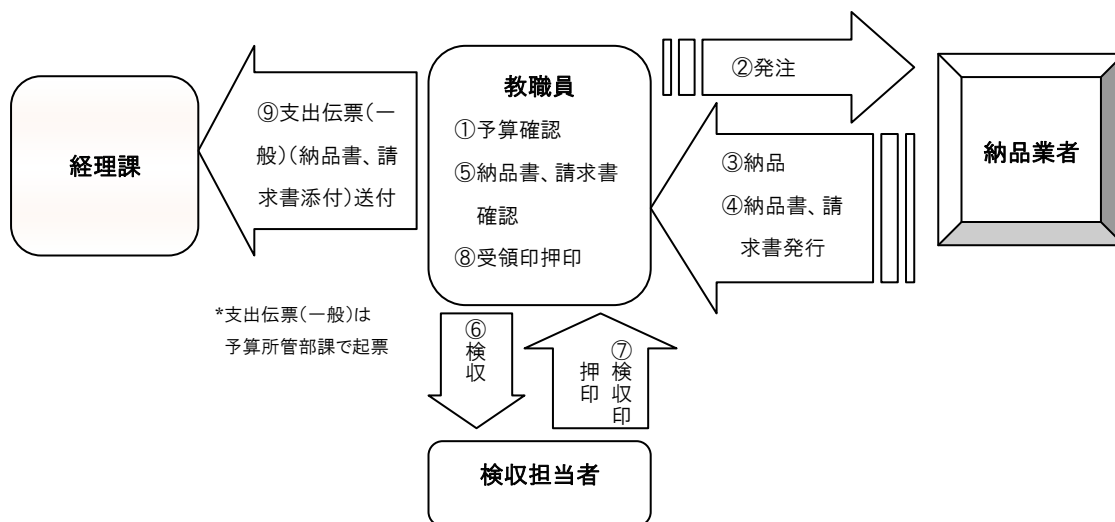 経理課
⑨支出伝票(一
般)(納品書、請
求書添付)送付
教職員
①予算確認
⑤納品書、請求書
確認
⑧受領印押印
②発注
③納品
④納品書、請
求書発行
納品業者
*支出伝票(一般)は
予算所管部課で起票
⑥検収
⑦検収印
押印
検収担当者